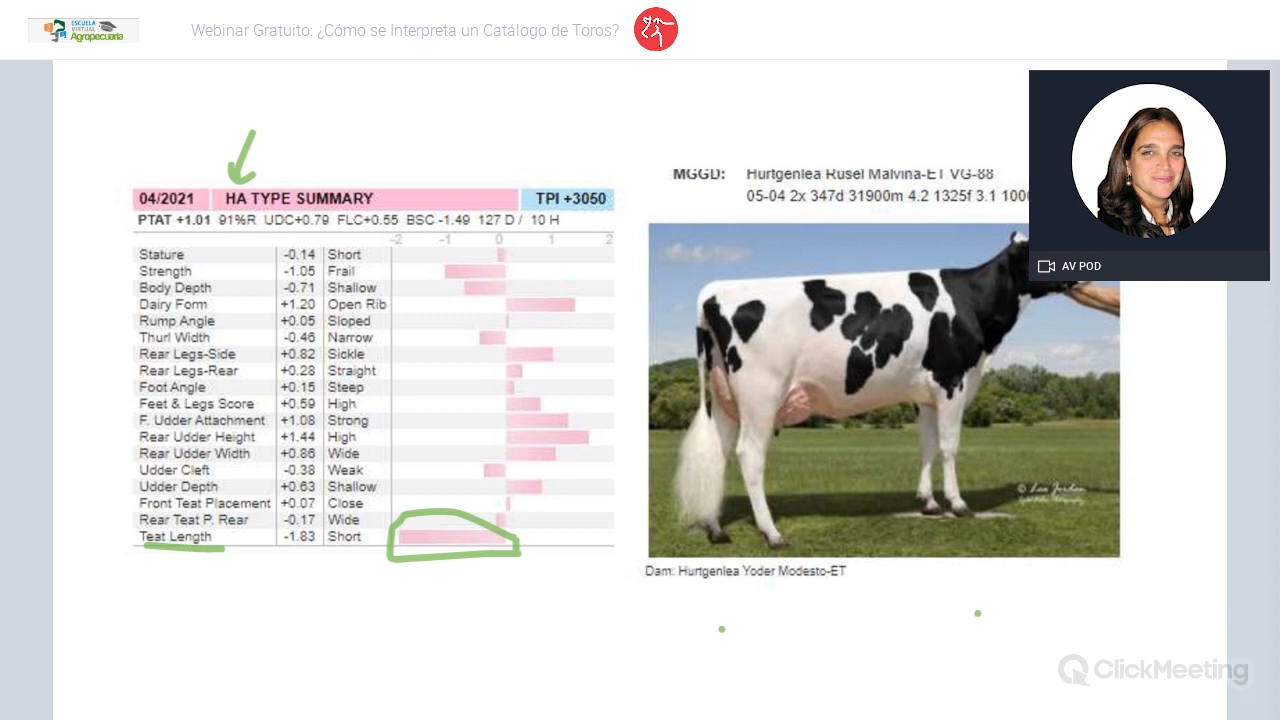 ESCUELA
VIRTUAL
Agropecuaria
Webinar Gratuito: ¿Cómo se Interpreta un Catálogo de Toros?
AV POD
04/2021 HA TYPE SUMMARY TPI +3050
PTAT +1.01 91%R UDC+0.79 FLC+0.55 BSC -1.49 127 D / 10 H
-2 -1 0 1 2
Stature -0.14 Short
Strength -1.05 Frail
Body Depth -0.71 Shallow
Dairy Form +1.20 Open Rib
Rump Angle +0.05 Sloped
Thurl Width -0.46 Narrow
Rear Legs-Side +0.82 Sickle
Rear Legs-Rear +0.28 Straight
Foot Angle +0.15 Steep
Feet & Legs Score +0.59 High
F. Udder Attachment +1.08 Strong
Rear Udder Height +1.44 High
Rear Udder Width +0.86 Wide
Udder Cleft -0.38 Weak
Udder Depth +0.63 Shallow
Front Teat Placement +0.07 Close
Rear Teat P. Rear -0.17 Wide
Teat Length -1.83 Short
MGGD: Hurtgenlea Rusel Malvina-ET VG-88
05-04 2x 347d 31900m 4.2 1325f 3.1 100
Dam: Hurtgenlea Yoder Modesto-ET
ClickMeeting